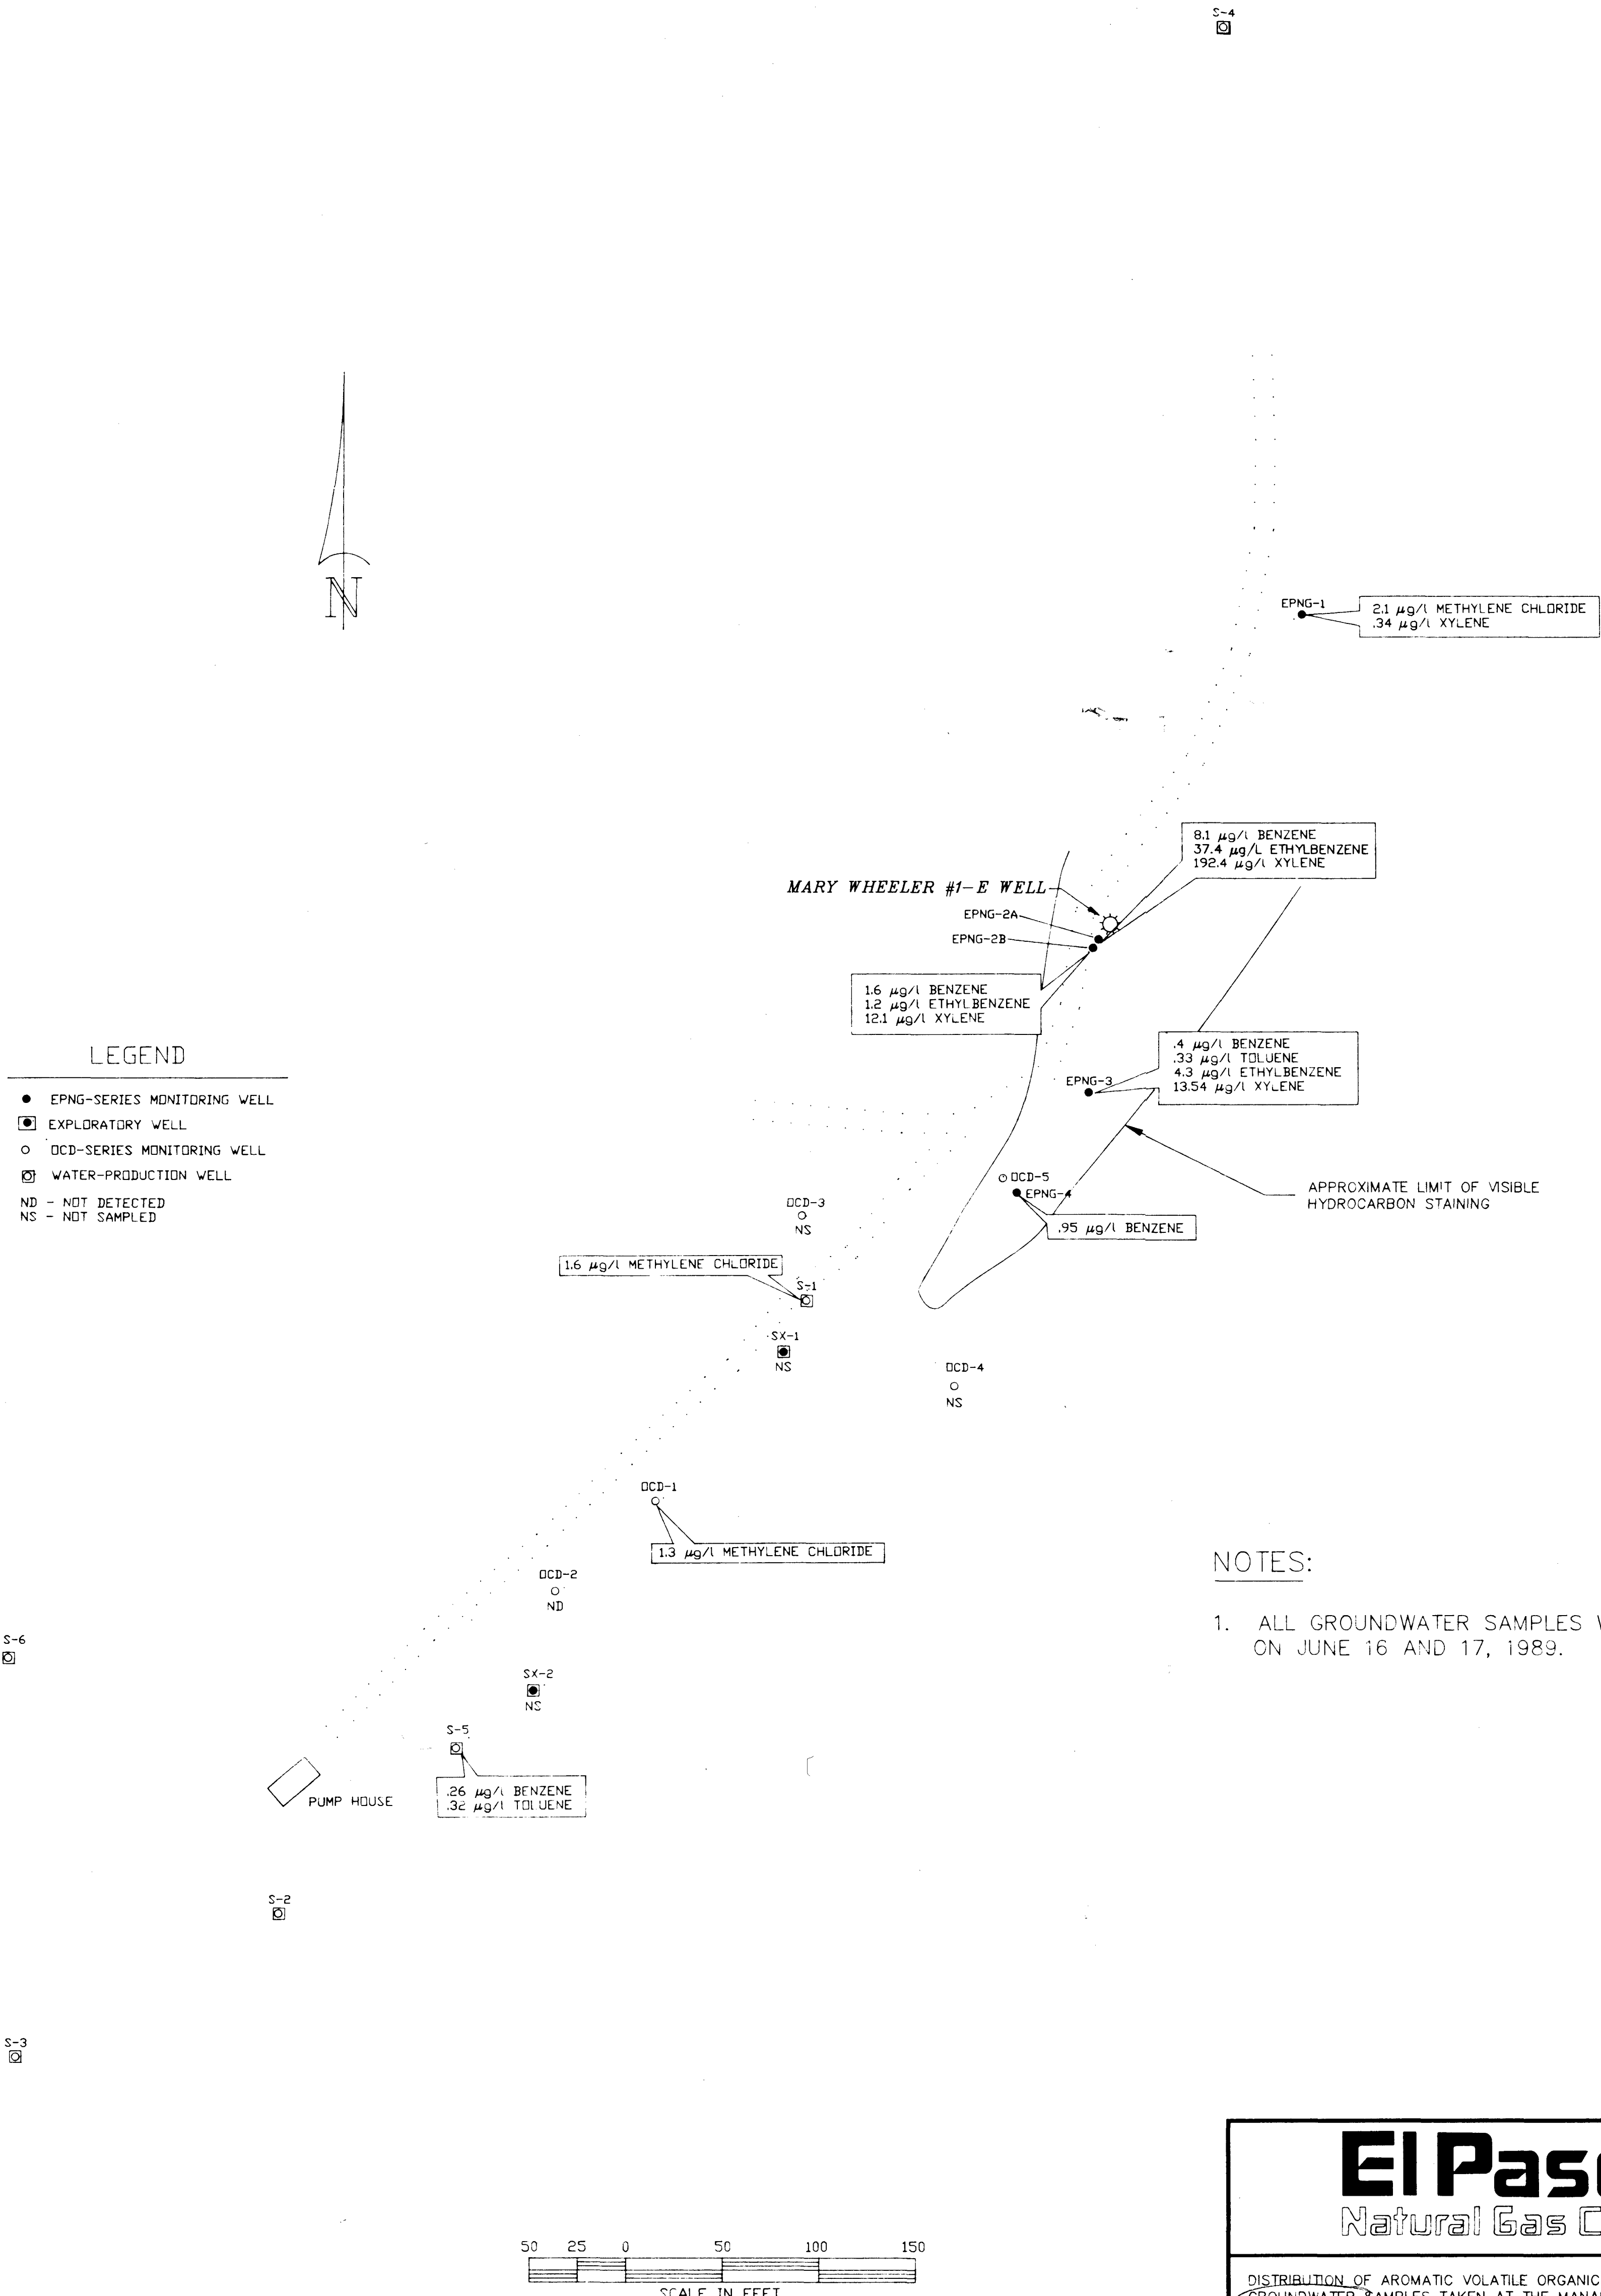 S-4
N
EPNG-1
2.1 µg/l METHYLENE CHLORIDE
.34 µg/l XYLENE
8.1 µg/l BENZENE
37.4 µg/L ETHYLBENZENE
192.4 µg/l XYLENE
MARY WHEELER #1-E WELL
EPNG-2A
EPNG-2B
1.6 µg/l BENZENE
1.2 µg/l ETHYLBENZENE
12.1 µg/l XYLENE
.4 µg/l BENZENE
.33 µg/l TOLUENE
4.3 µg/l ETHYLBENZENE
13.54 µg/l XYLENE
EPNG-3
LEGEND
EPNG-SERIES MONITORING WELL
EXPLORATORY WELL
OCD-SERIES MONITORING WELL
WATER-PRODUCTION WELL
ND - NOT DETECTED
NS - NOT SAMPLED
OCD-5
EPNG-4
.95 µg/l BENZENE
APPROXIMATE LIMIT OF VISIBLE
HYDROCARBON STAINING
OCD-3
NS
1.6 µg/l METHYLENE CHLORIDE
S-1
SX-1
NS
OCD-4
NS
OCD-1
1.3 µg/l METHYLENE CHLORIDE
OCD-2
ND
NOTES:
1. ALL GROUNDWATER SAMPLES
ON JUNE 16 AND 17, 1989.
S-6
SX-2
NS
S-5
.26 µg/l BENZENE
.32 µg/l TOLUENE
PUMP HOUSE
S-2
S-3
50 25 0 50 100 150
SCALE IN FEET
El Pas
Natural Gas
DISTRIBUTION OF AROMATIC VOLATILE ORGANIC
GROUNDWATER SAMPLES TAKEN AT THE